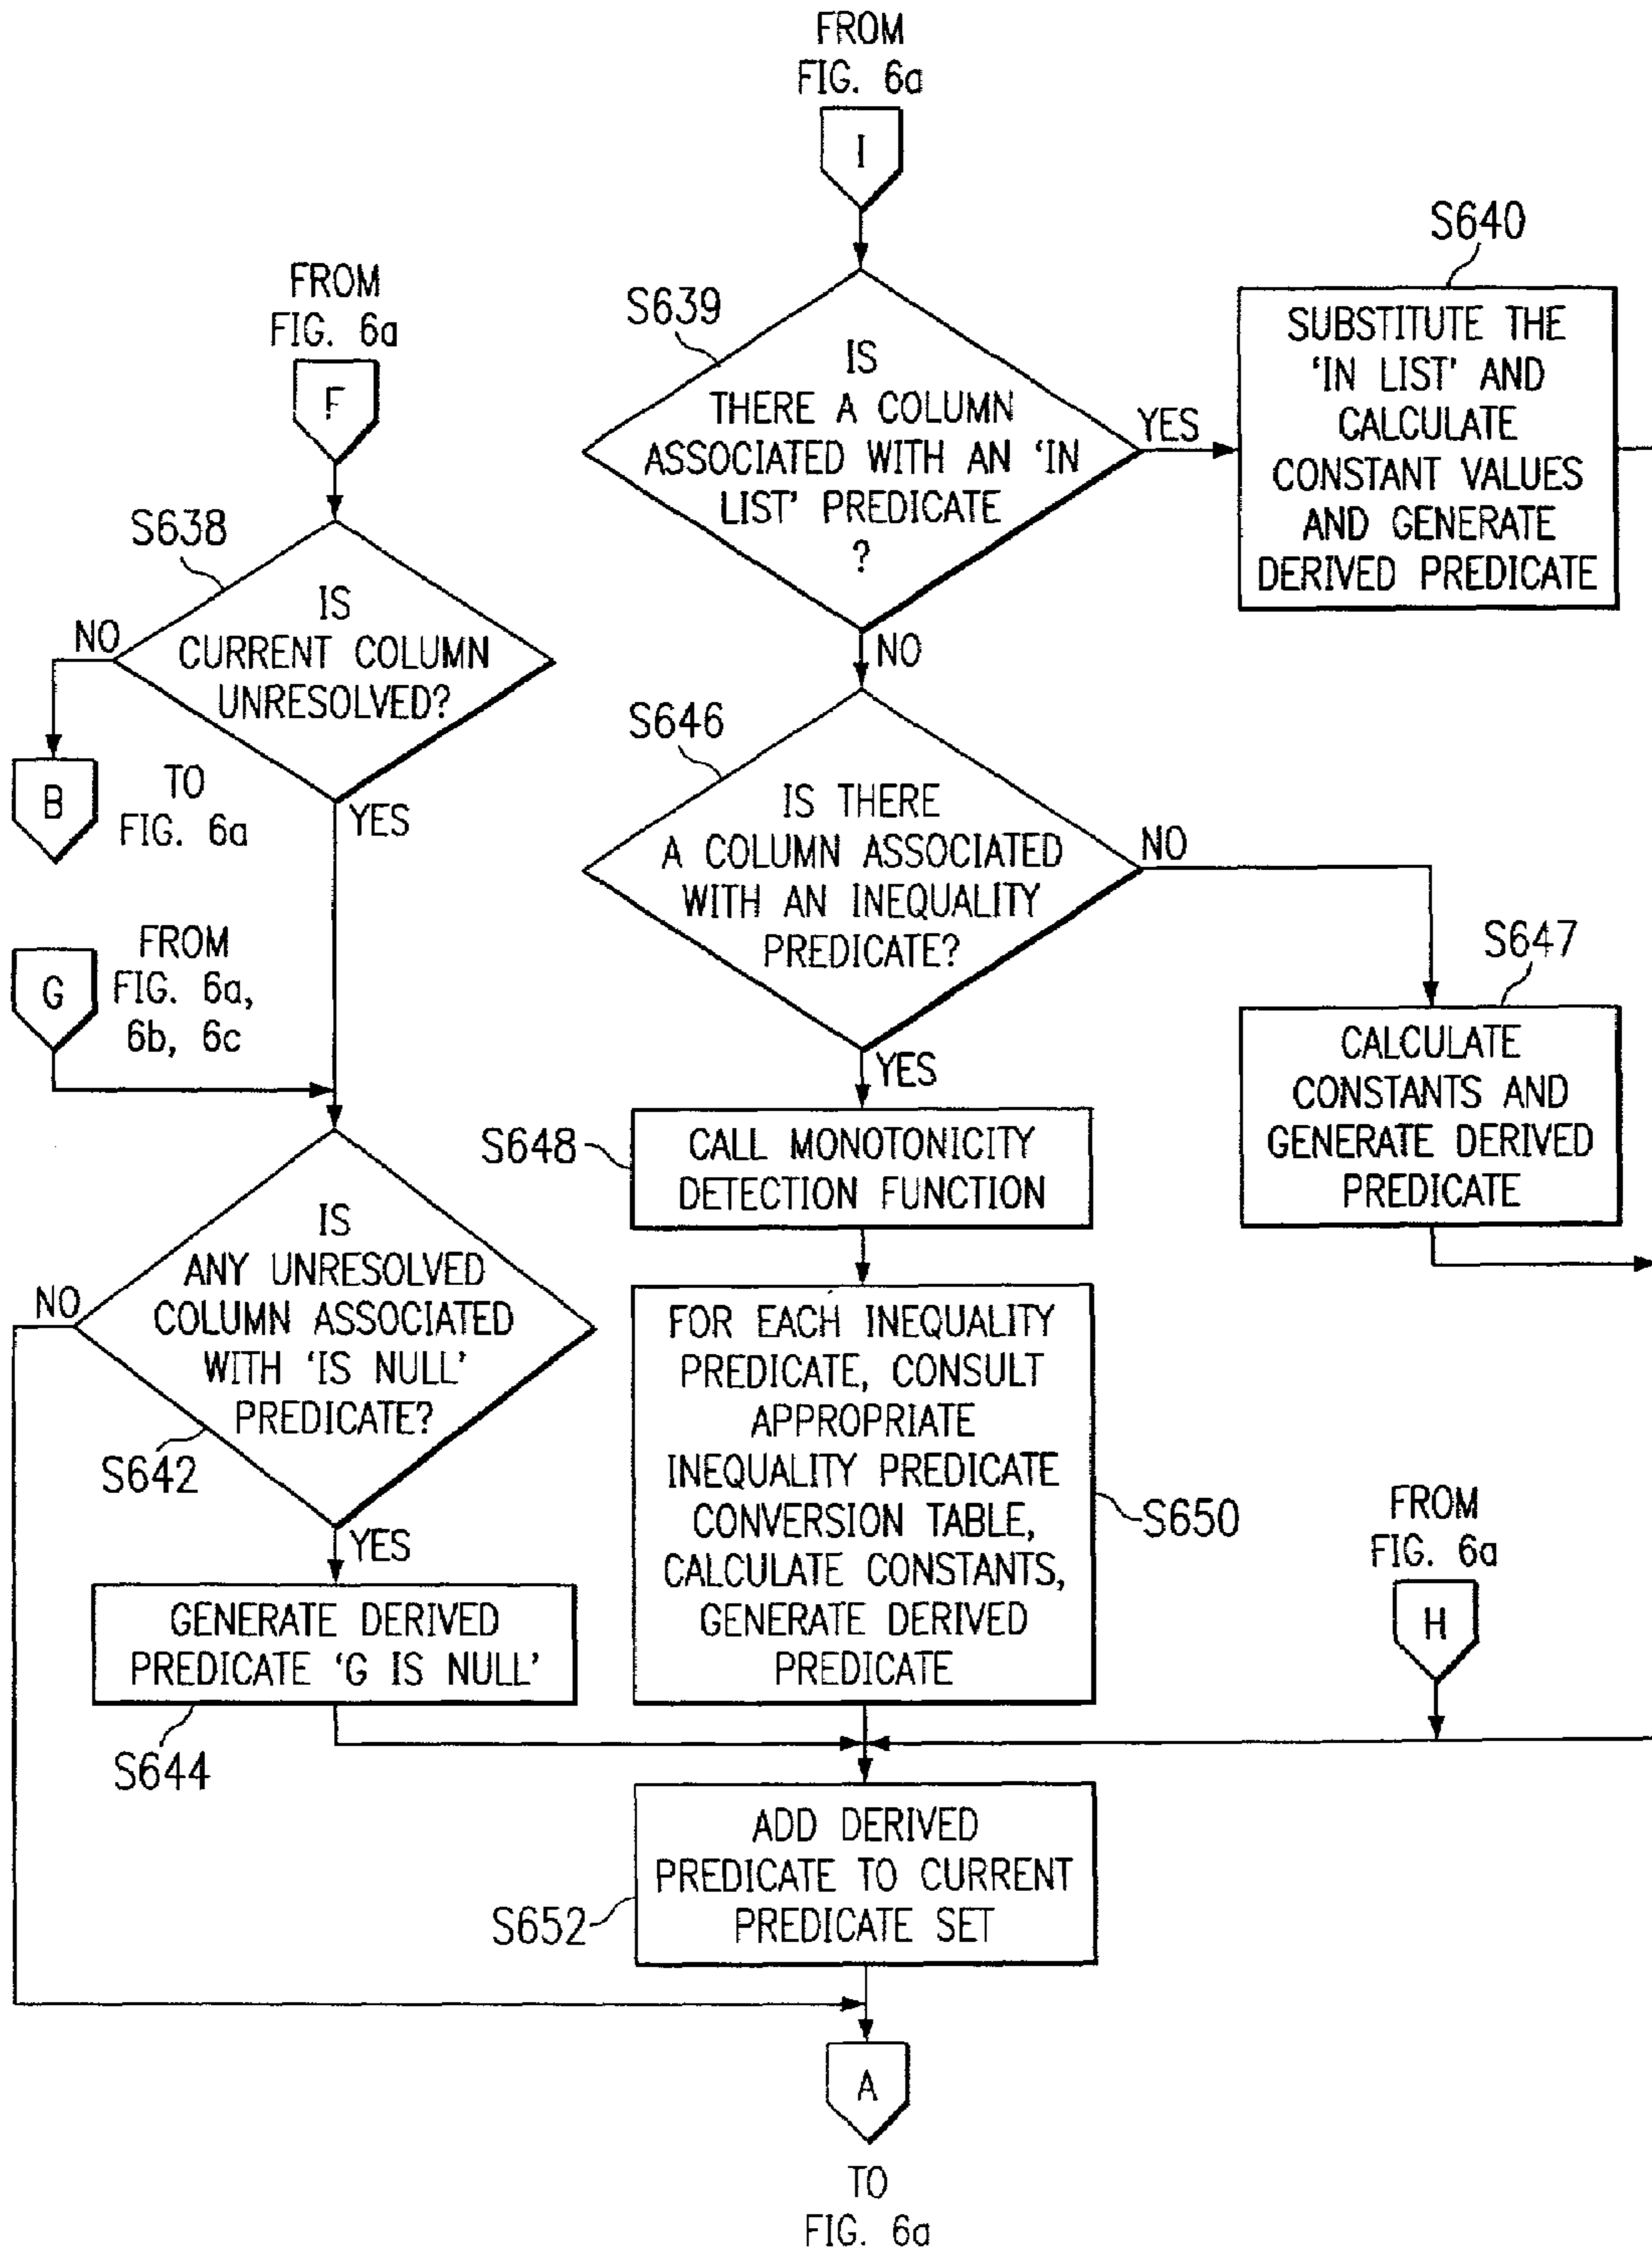 FROM
FIG. 6a
I
S640
SUBSTITUTE THE
'IN LIST' AND
CALCULATE
CONSTANT VALUES
AND GENERATE
DERIVED PREDICATE
S639
IS
THERE A COLUMN
ASSOCIATED WITH AN 'IN
LIST' PREDICATE
?
YES
NO
FROM
FIG. 6a
F
S638
IS
CURRENT COLUMN
UNRESOLVED?
NO
B
TO
FIG. 6a
YES
S646
IS THERE
A COLUMN ASSOCIATED
WITH AN INEQUALITY
PREDICATE?
NO
YES
S647
CALCULATE
CONSTANTS AND
GENERATE DERIVED
PREDICATE
G
FROM
FIG. 6a,
6b, 6c
S648
CALL MONOTONICITY
DETECTION FUNCTION
IS
ANY UNRESOLVED
COLUMN ASSOCIATED
WITH 'IS NULL'
PREDICATE?
NO
S642
YES
FOR EACH INEQUALITY
PREDICATE, CONSULT
APPROPRIATE
INEQUALITY PREDICATE
CONVERSION TABLE,
CALCULATE CONSTANTS,
GENERATE DERIVED
PREDICATE
S650
FROM
FIG. 6a
H
GENERATE DERIVED
PREDICATE 'G IS NULL'
S644
ADD DERIVED
PREDICATE TO CURRENT
PREDICATE SET
S652
A
TO
FIG. 6a